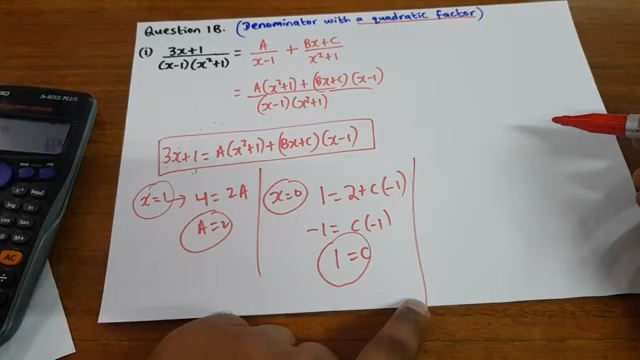 Question 1B. (Denominator with a quadratic factor)
(i) 3x+1/(x-1)(x²+1) = A/x-1 + Bx+C/x²+1
= A(x²+1)+(Bx+C)(x-1)/(x-1)(x²+1)
3x+1 = A(x²+1)+(Bx+C)(x-1)
x=1 → 4 = 2A
A=2
x=0 1=2+C(-1)
-1=C(-1)
1=C